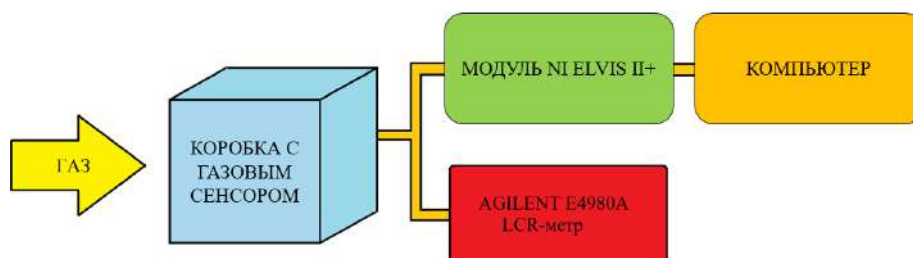 ГАЗ
КОРОБКА С
ГАЗОВЫМ
СЕНСОРОМ
МОДУЛЬ NI ELVIS II+
КОМПЬЮТЕР
AGILENT E4980A
LCR-метр